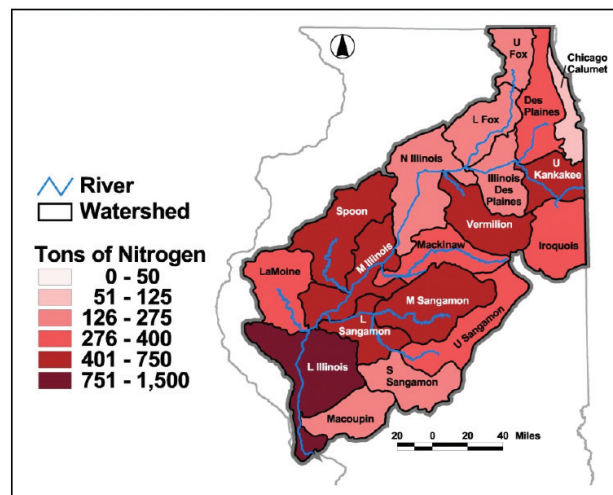 U
Fox
Chicago
Calumet
Des
Plaines
L Fox
N Illinois
Illinois
Des
Plaines
U
Kankakee
River
Watershed
Spoon
Vermilion
Iroquois
Tons of Nitrogen
0 - 50
51 - 125
126 - 275
276 - 400
401 - 750
751 - 1,500
LaMoine
M Illinois
Mackinaw
M Sangamon
L
Sangamon
U Sangamon
L Illinois
S
Sangamon
Macoupin
20 0 20 40 Miles